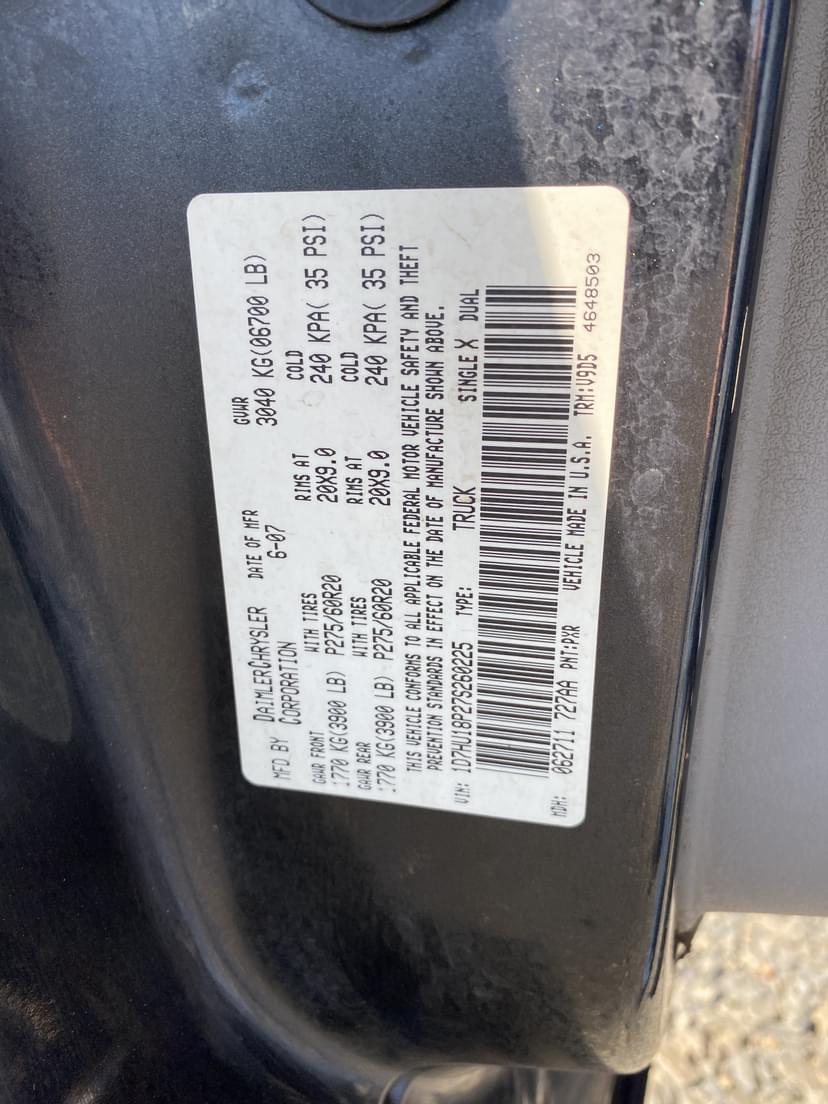 MFD BY DAIMLERCHRYSLER CORPORATION
DATE OF MFR 6-07
GVWR 3040 KG(06700 LB)
GAWR FRONT WITH TIRES RIMS AT COLD
1770 KG(3900 LB) P275/60R20 20X9.0 240 KPA( 35 PSI)
GAWR REAR WITH TIRES RIMS AT COLD
1770 KG(3900 LB) P275/60R20 20X9.0 240 KPA( 35 PSI)
THIS VEHICLE CONFORMS TO ALL APPLICABLE FEDERAL MOTOR VEHICLE SAFETY AND THEFT
PREVENTION STANDARDS IN EFFECT ON THE DATE OF MANUFACTURE SHOWN ABOVE.
VIN: 1D7HU18P27S260225 TYPE: TRUCK SINGLE X DUAL
MDH: 062711 727AA PNT:PXR VEHICLE MADE IN U.S.A. TRM:V9D5 4648503